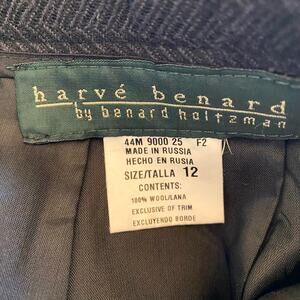 harvé benard
by benard holtzman
44M 9000 25 F2
MADE IN RUSSIA
HECHO EN RUSIA
SIZE/TALLA 12
CONTENTS:
100% WOOL/LANA
EXCLUSIVE OF TRIM
EXCLUYENDO BORDE